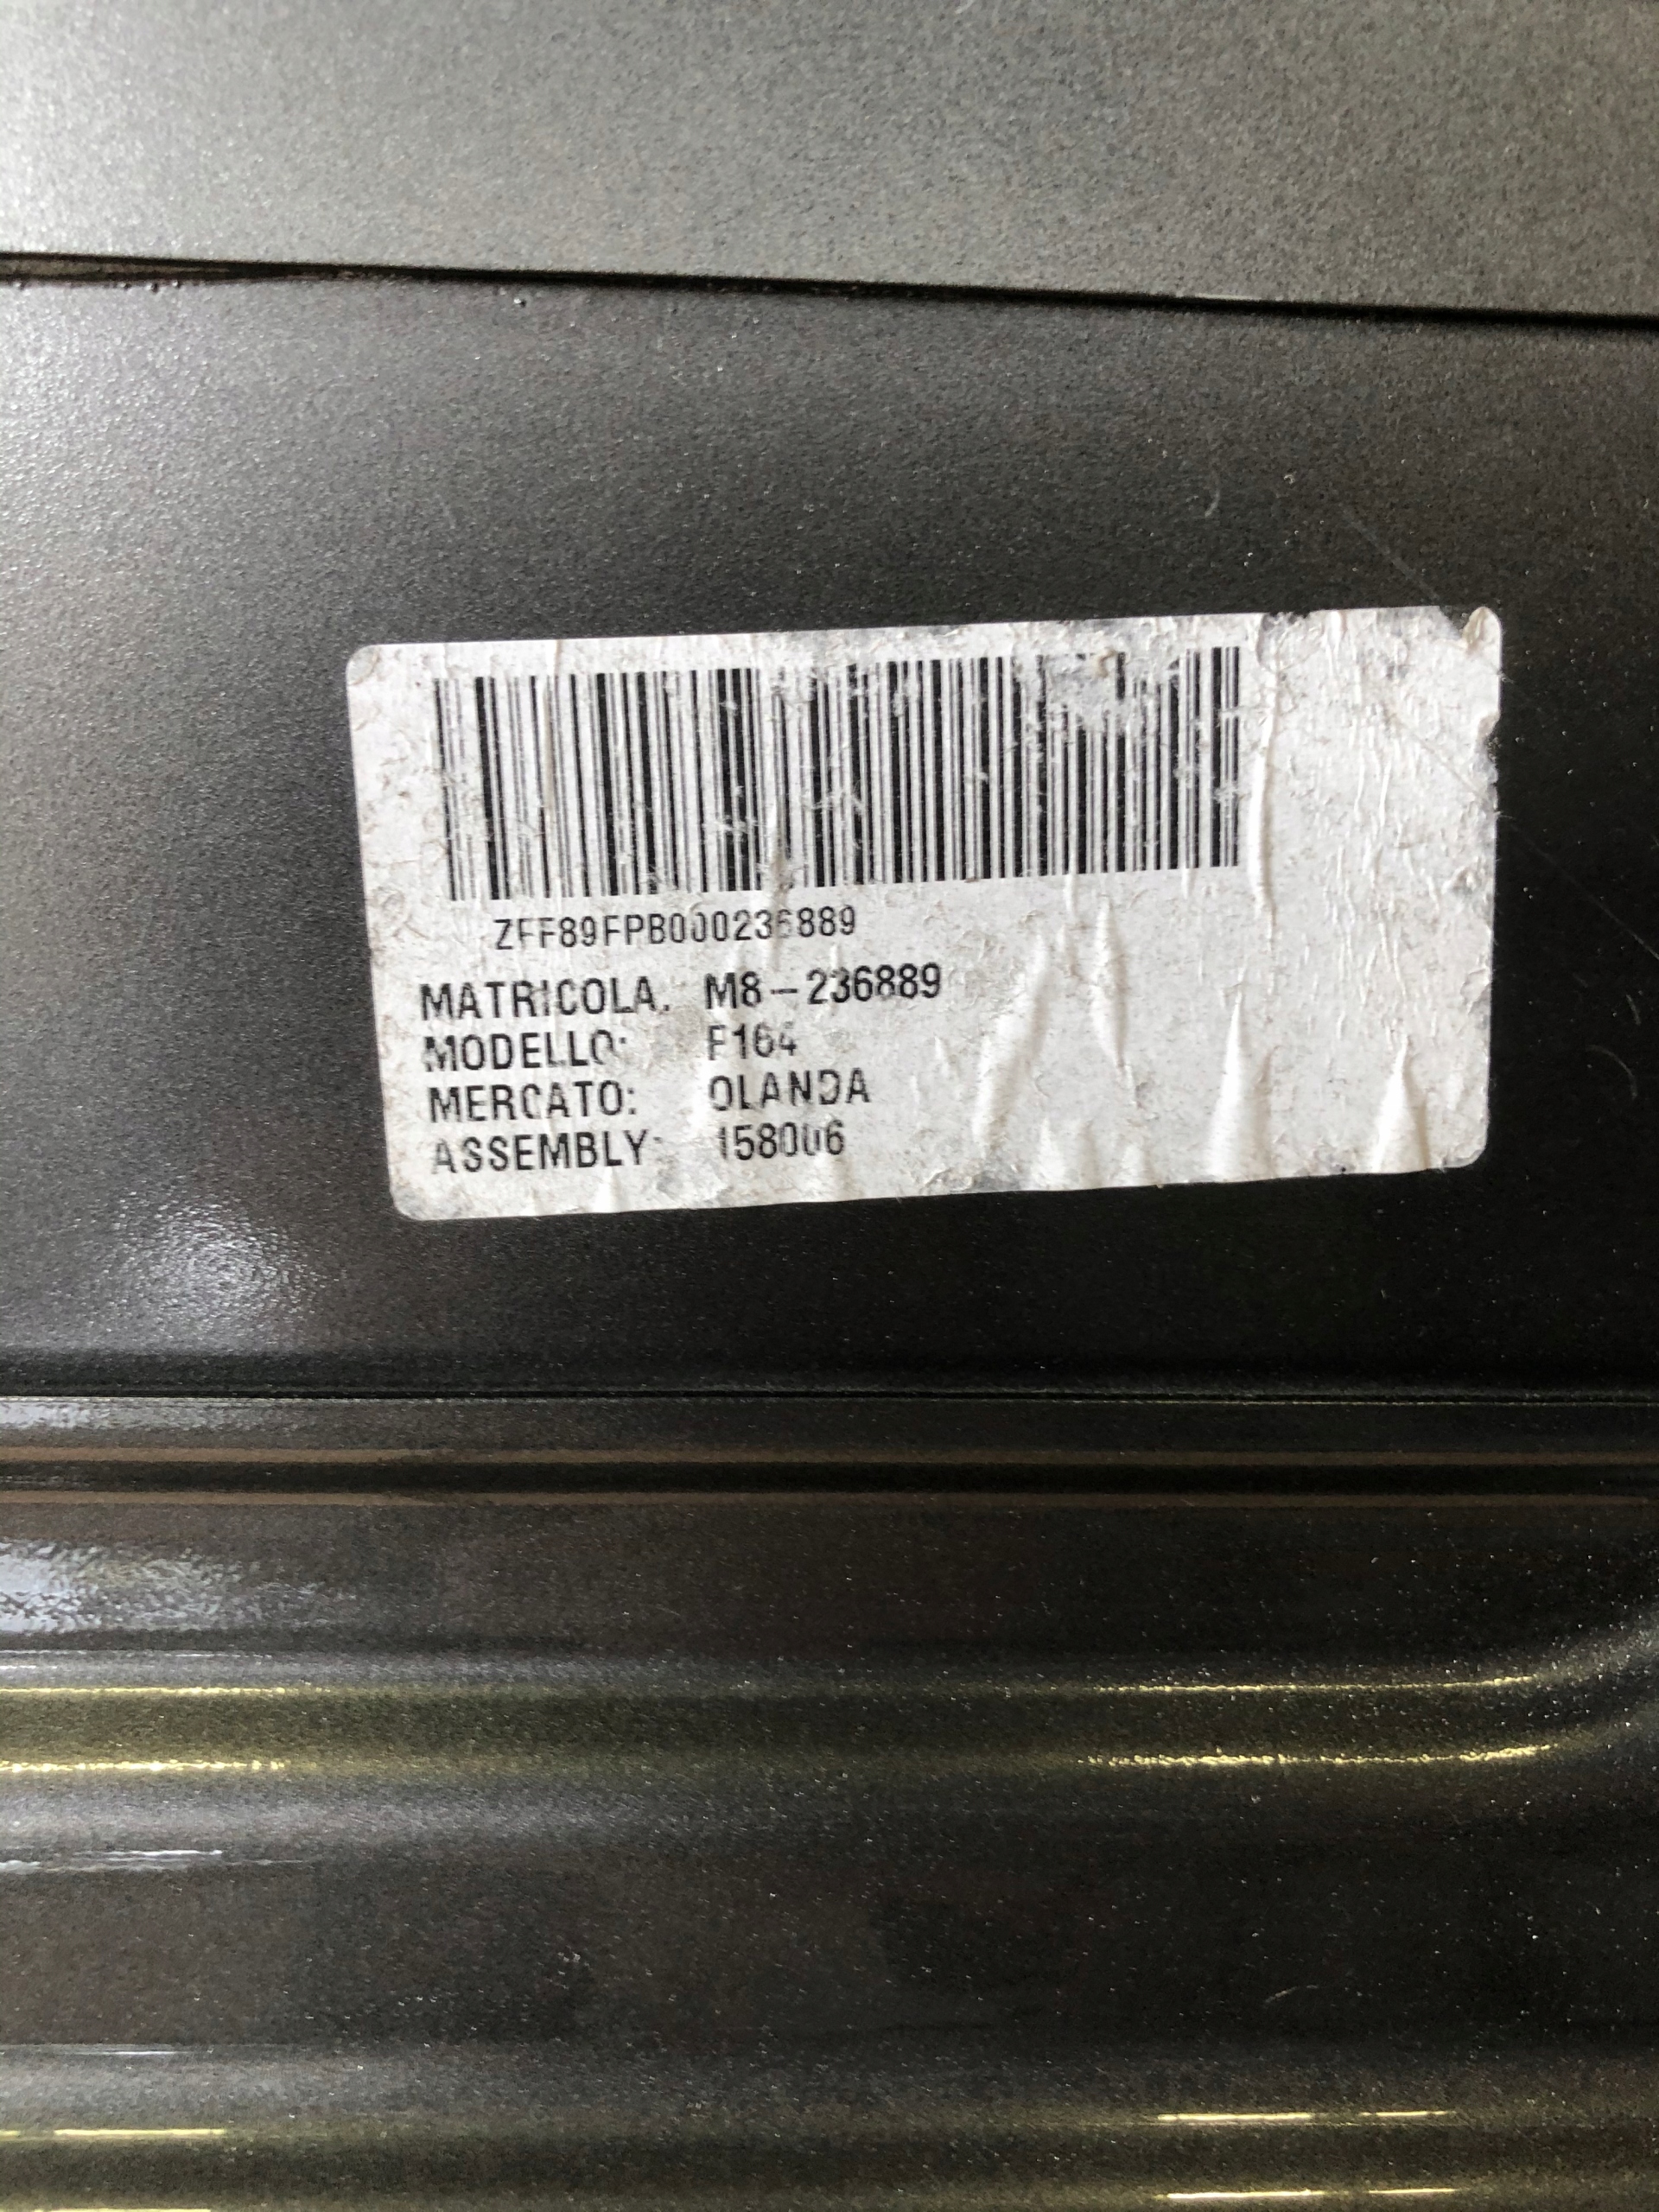 ZFF89FPB000236889
MATRICOLA. M8-236889
MODELLO: F164
MERCATO: OLANDA
ASSEMBLY: 158006